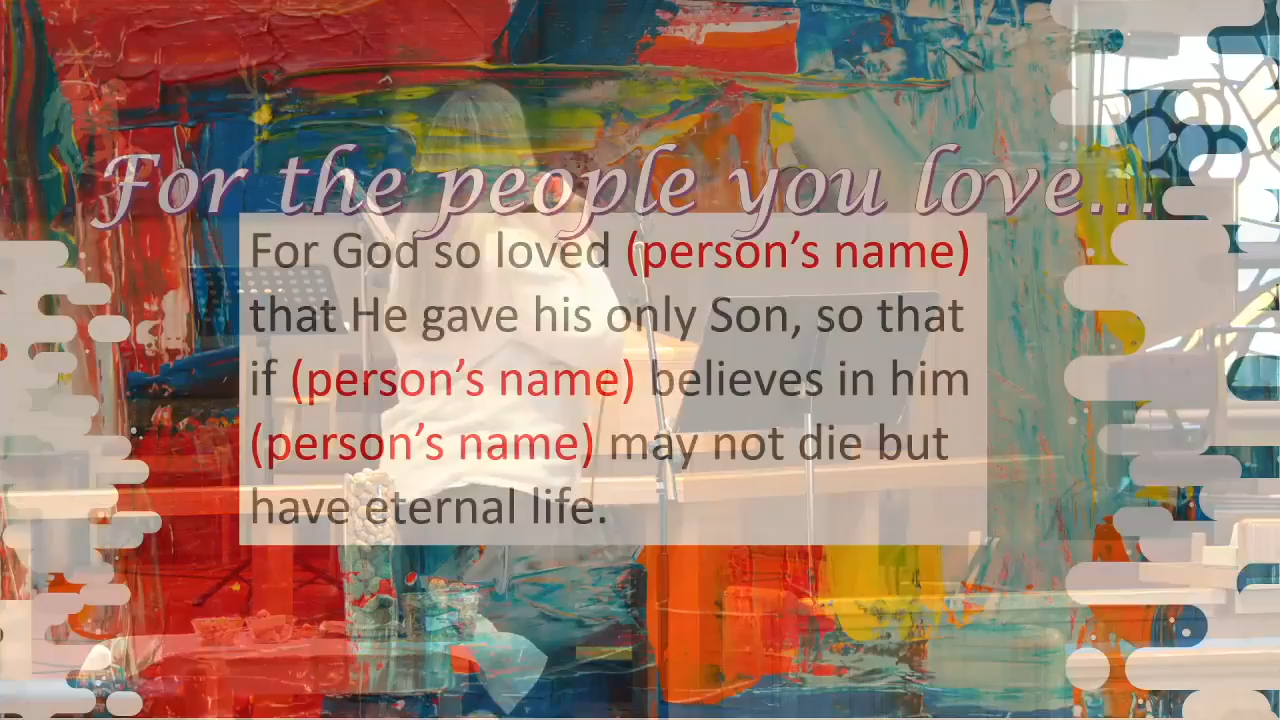 For the people you love...
For God so loved (person’s name)
that He gave his only Son, so that
if (person’s name) believes in him
(person’s name) may not die but
have eternal life.